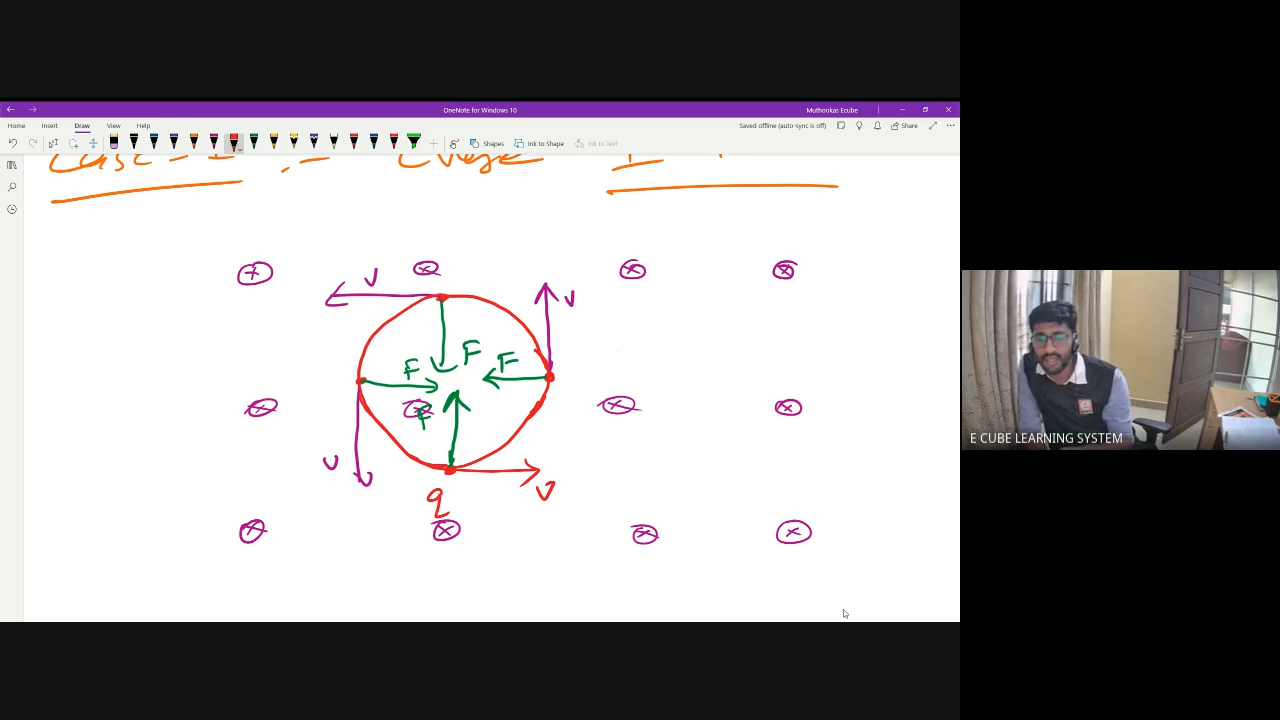 OneNote for Windows 10
Muthookas Ecube
Home Insert Draw View Help
Saved offline (auto-sync is off)
Share
Shapes
Ink to Shape
Ink to Text
v
v
F
F
F
F
v
v
q
E CUBE LEARNING SYSTEM